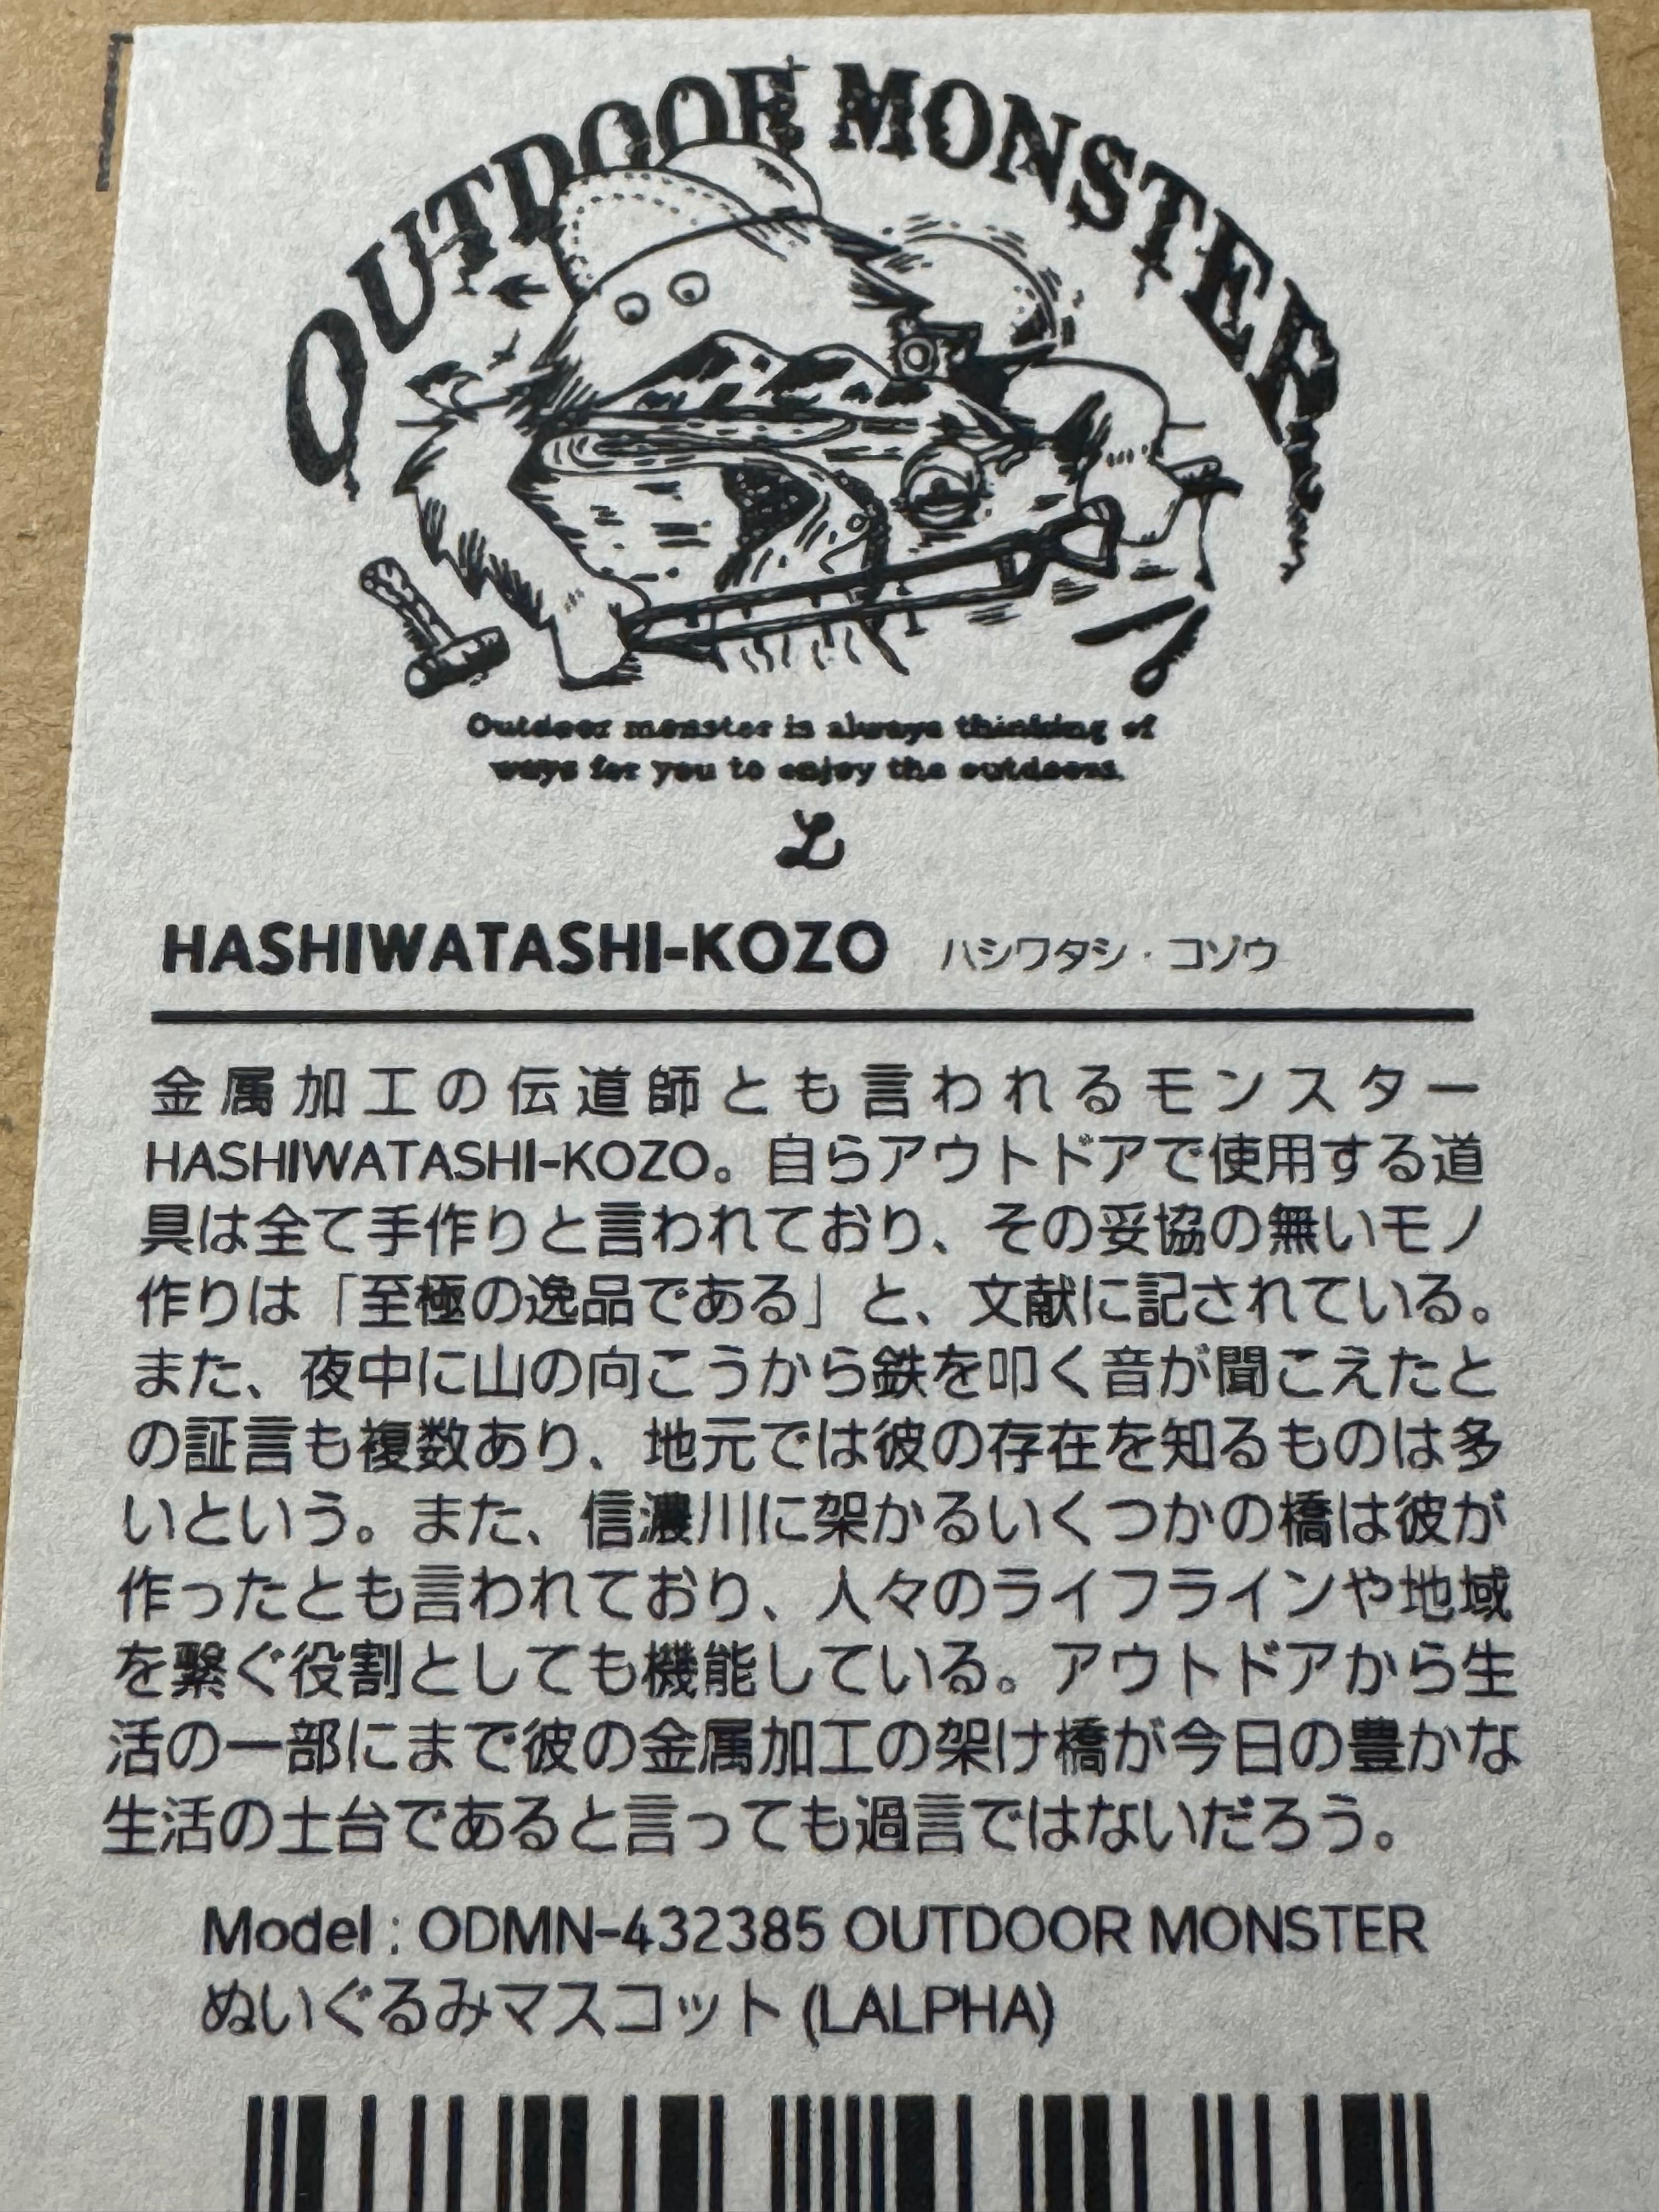 OUTDOOR MONSTER
Outdoor monster is always thinking of
ways for you to enjoy the outdoors.
L
HASHIWATASHI-KOZO ハシワタシ・コゾウ
金属加工の伝道師とも言われるモンスター
HASHIWATASHI-KOZO。自らアウトドアで使用する道
具は全て手作りと言われており、その妥協の無いモノ
作りは「至極の逸品である」と、文献に記されている。
また、夜中に山の向こうから鉄を叩く音が聞こえたと
の証言も複数あり、地元では彼の存在を知るものは多
いという。また、信濃川に架かるいくつかの橋は彼が
作ったとも言われており、人々のライフラインや地域
を繋ぐ役割としても機能している。アウトドアから生
活の一部にまで彼の金属加工の架け橋が今日の豊かな
生活の土台であると言っても過言ではないだろう。
Model : ODMN-432385 OUTDOOR MONSTER
ぬいぐるみマスコット (LALPHA)